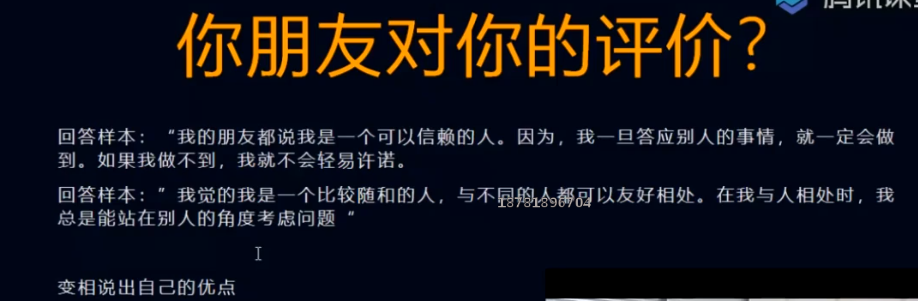 腾讯课堂
你朋友对你的评价?
回答样本：“我的朋友都说我是一个可以信赖的人。因为，我一旦答应别人的事情，就一定会做
到。如果我做不到，我就不会轻易许诺。
回答样本：”我觉的我是一个比较随和的人，与不同的人都可以友好相处。在我与人相处时，我
总是能站在别人的角度考虑问题“
变相说出自己的优点